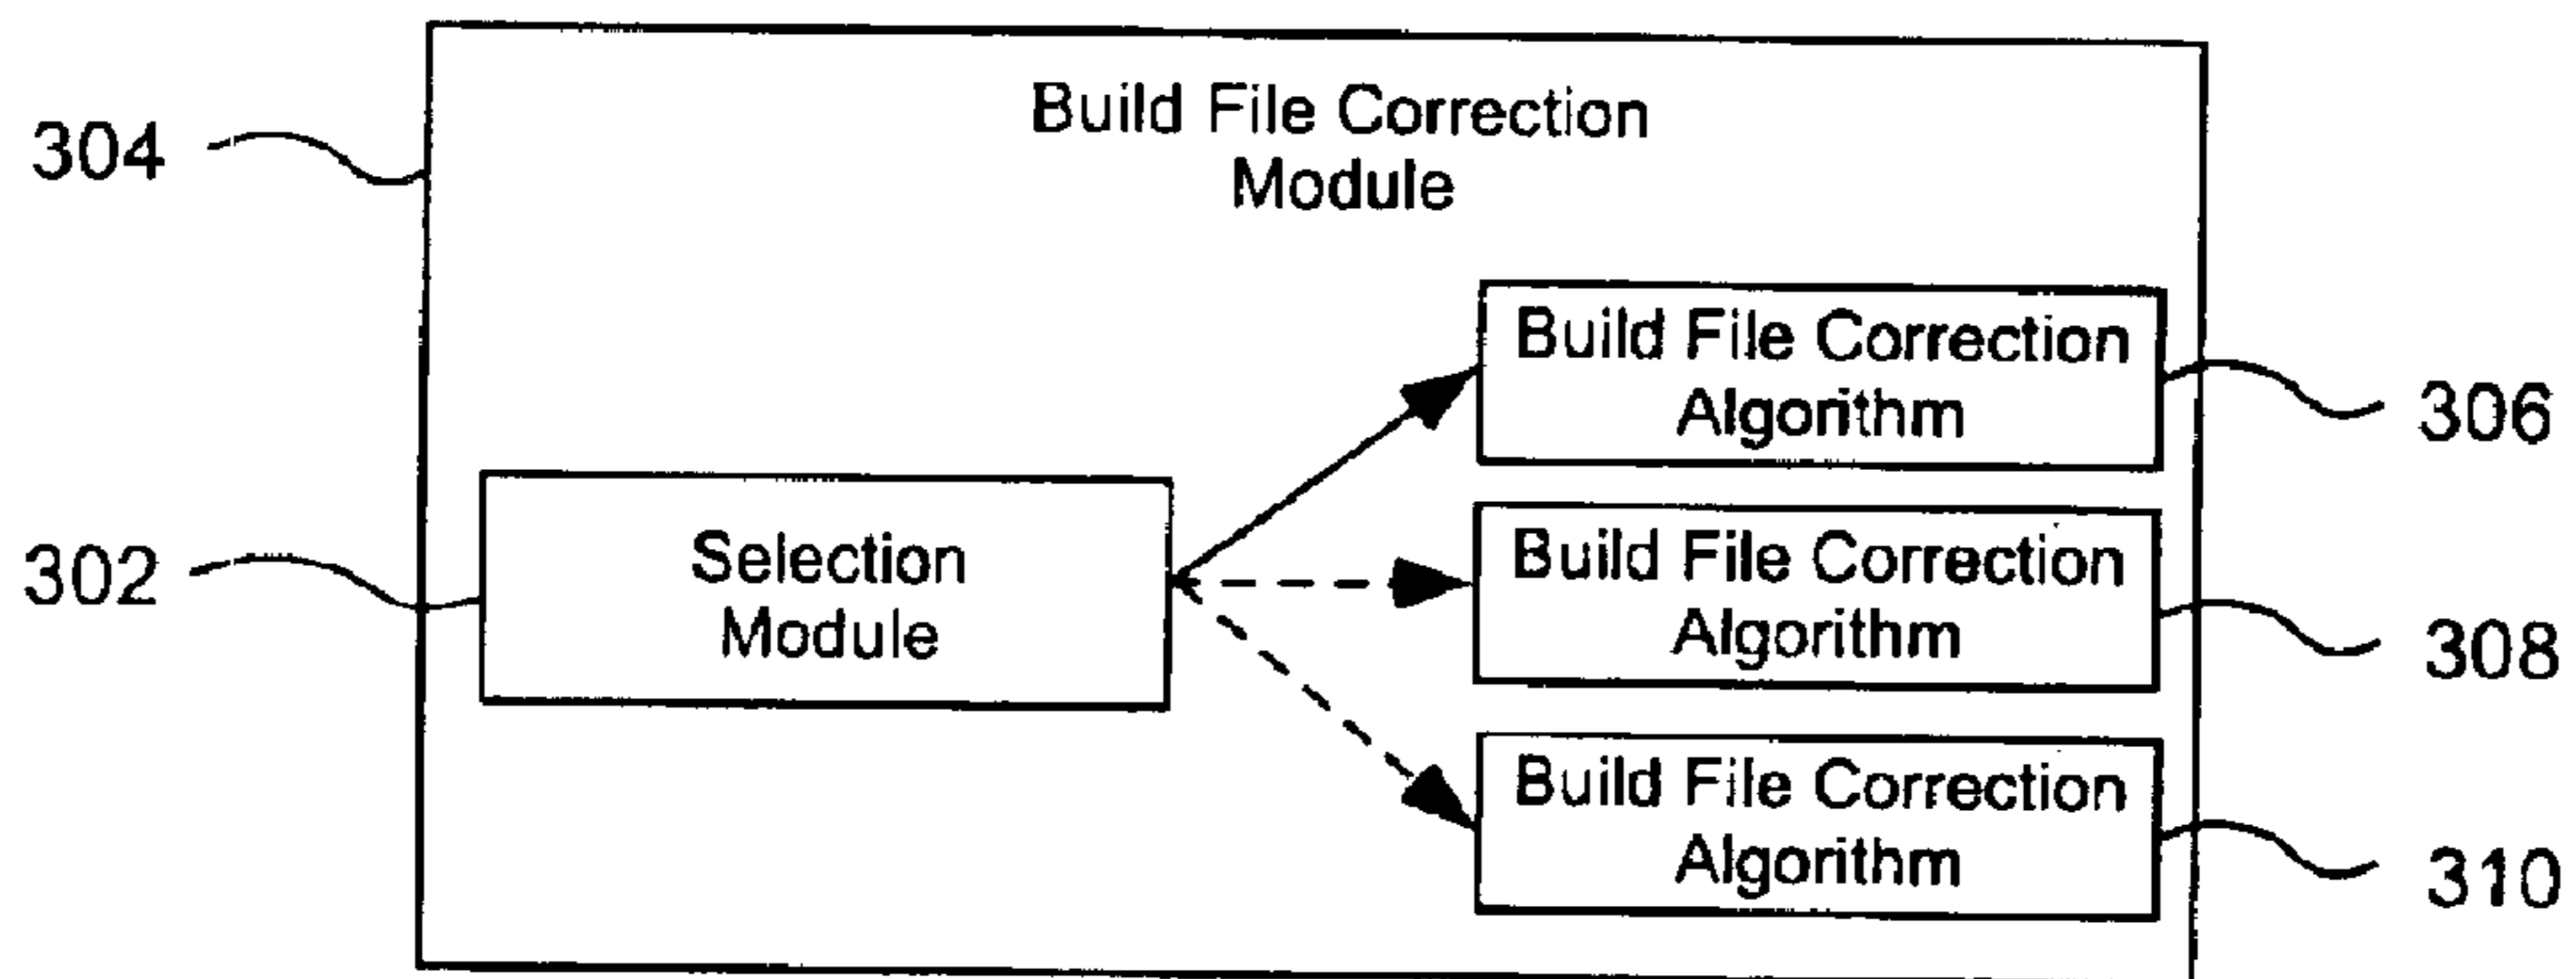 Build File Correction
Module
304
Build File Correction
Algorithm
306
Selection
Module
302
Build File Correction
Algorithm
308
Build File Correction
Algorithm
310